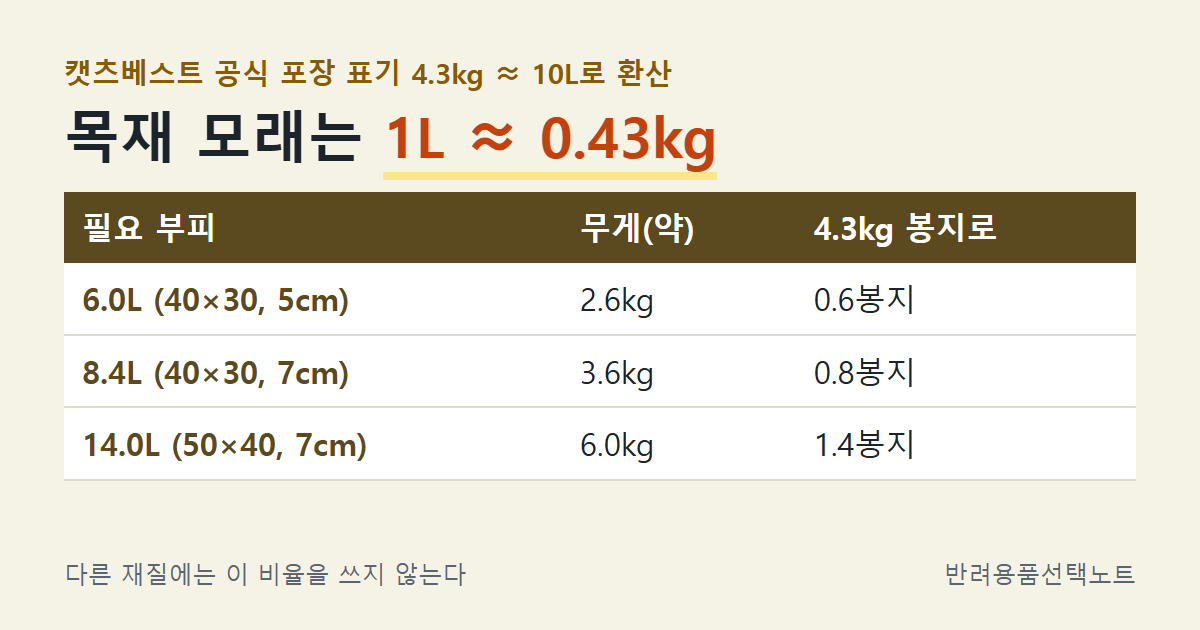 캣츠베스트 공식 포장 표기 4.3kg ≈ 10L로 환산
목재 모래는 1L ≈ 0.43kg
필요 부피 무게(약) 4.3kg 봉지로
6.0L (40×30, 5cm) 2.6kg 0.6봉지
8.4L (40×30, 7cm) 3.6kg 0.8봉지
14.0L (50×40, 7cm) 6.0kg 1.4봉지
다른 재질에는 이 비율을 쓰지 않는다
반려용품선택노트